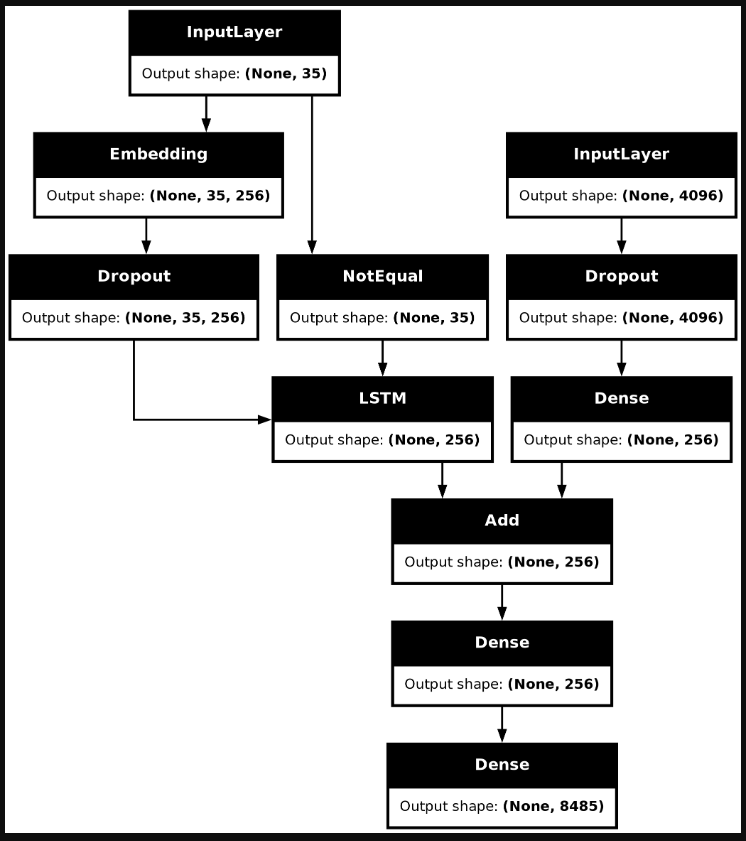 InputLayer
Output shape: (None, 35)
Embedding
Output shape: (None, 35, 256)
InputLayer
Output shape: (None, 4096)
Dropout
Output shape: (None, 35, 256)
NotEqual
Output shape: (None, 35)
Dropout
Output shape: (None, 4096)
LSTM
Output shape: (None, 256)
Dense
Output shape: (None, 256)
Add
Output shape: (None, 256)
Dense
Output shape: (None, 256)
Dense
Output shape: (None, 8485)